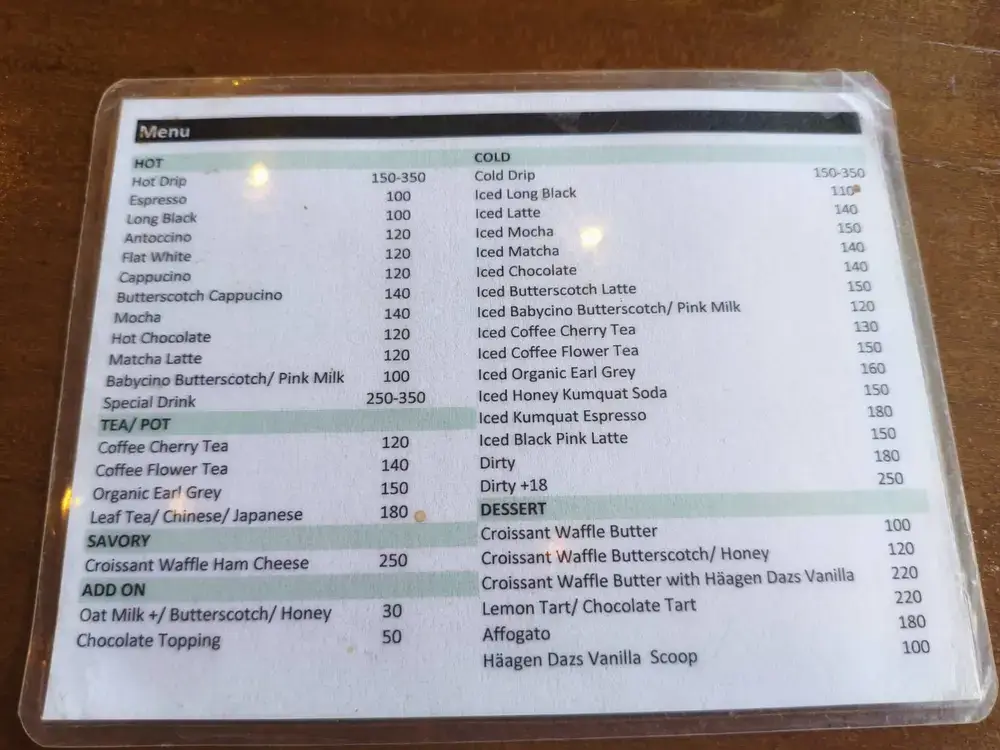 Menu
HOT
Hot Drip 150-350
Espresso 100
Long Black 100
Antoccino 120
Flat White 120
Cappucino 120
Butterscotch Cappucino 140
Mocha 140
Hot Chocolate 120
Matcha Latte 120
Babycino Butterscotch/ Pink Milk 100
Special Drink 250-350
TEA/ POT
Coffee Cherry Tea 120
Coffee Flower Tea 140
Organic Earl Grey 150
Leaf Tea/ Chinese/ Japanese 180
SAVORY
Croissant Waffle Ham Cheese 250
ADD ON
Oat Milk +/ Butterscotch/ Honey 30
Chocolate Topping 50
COLD
Cold Drip 150-350
Iced Long Black 110
Iced Latte 140
Iced Mocha 150
Iced Matcha 140
Iced Chocolate 140
Iced Butterscotch Latte 150
Iced Babycino Butterscotch/ Pink Milk 120
Iced Coffee Cherry Tea 130
Iced Coffee Flower Tea 150
Iced Organic Earl Grey 160
Iced Honey Kumquat Soda 150
Iced Kumquat Espresso 180
Iced Black Pink Latte 150
Dirty 180
Dirty +18 250
DESSERT
Croissant Waffle Butter 100
Croissant Waffle Butterscotch/ Honey 120
Croissant Waffle Butter with Häagen Dazs Vanilla 220
Lemon Tart/ Chocolate Tart 220
Affogato 180
Häagen Dazs Vanilla Scoop 100